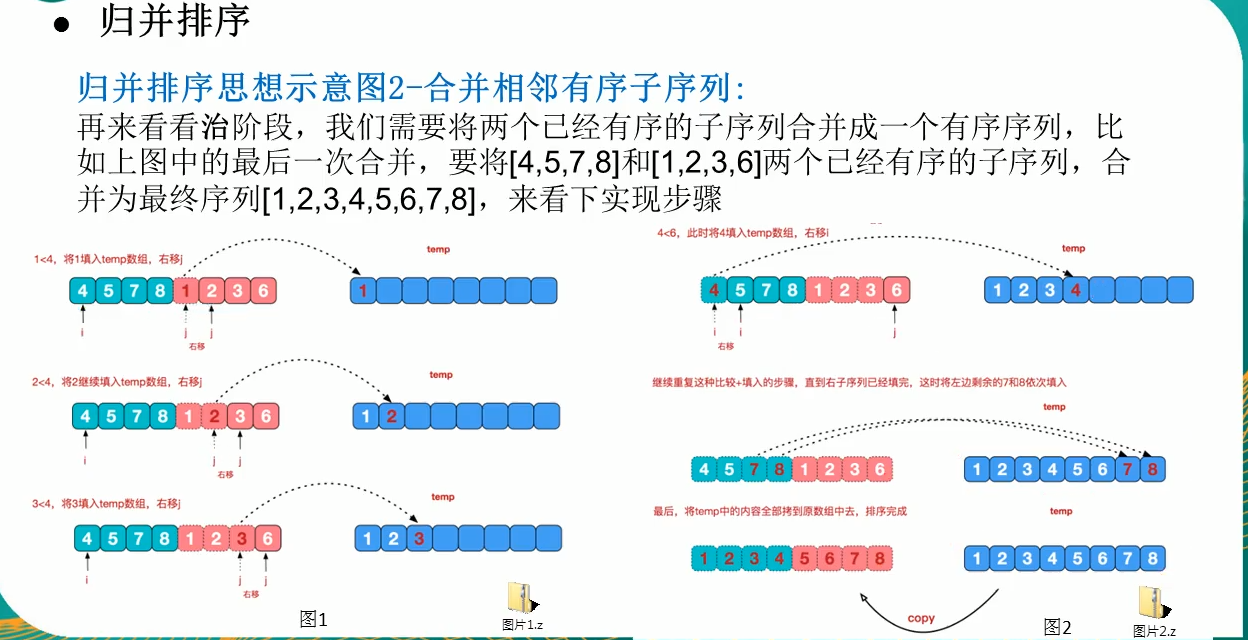 ● 归并排序
归并排序思想示意图2-合并相邻有序子序列:
再来看看治阶段，我们需要将两个已经有序的子序列合并成一个有序序列，比
如上图中的最后一次合并，要将[4,5,7,8]和[1,2,3,6]两个已经有序的子序列，合
并为最终序列[1,2,3,4,5,6,7,8]，来看下实现步骤
1<4，将1填入temp数组，右移j
temp
4 5 7 8 1 2 3 6
1
i j j
右移
2<4，将2继续填入temp数组，右移j
temp
4 5 7 8 1 2 3 6
1 2
i j j
右移
3<4，将3填入temp数组，右移j
temp
4 5 7 8 1 2 3 6
1 2 3
i j j
右移
图1
图片1.z
4<6，此时将4填入temp数组，右移i
temp
4 5 7 8 1 2 3 6
1 2 3 4
i i j
右移
继续重复这种比较+填入的步骤，直到右子序列已经填完，这时将左边剩余的7和8依次填入
temp
4 5 7 8 1 2 3 6
1 2 3 4 5 6 7 8
最后，将temp中的内容全部拷到原数组中去，排序完成
temp
1 2 3 4 5 6 7 8
1 2 3 4 5 6 7 8
copy
图2
图片2.z